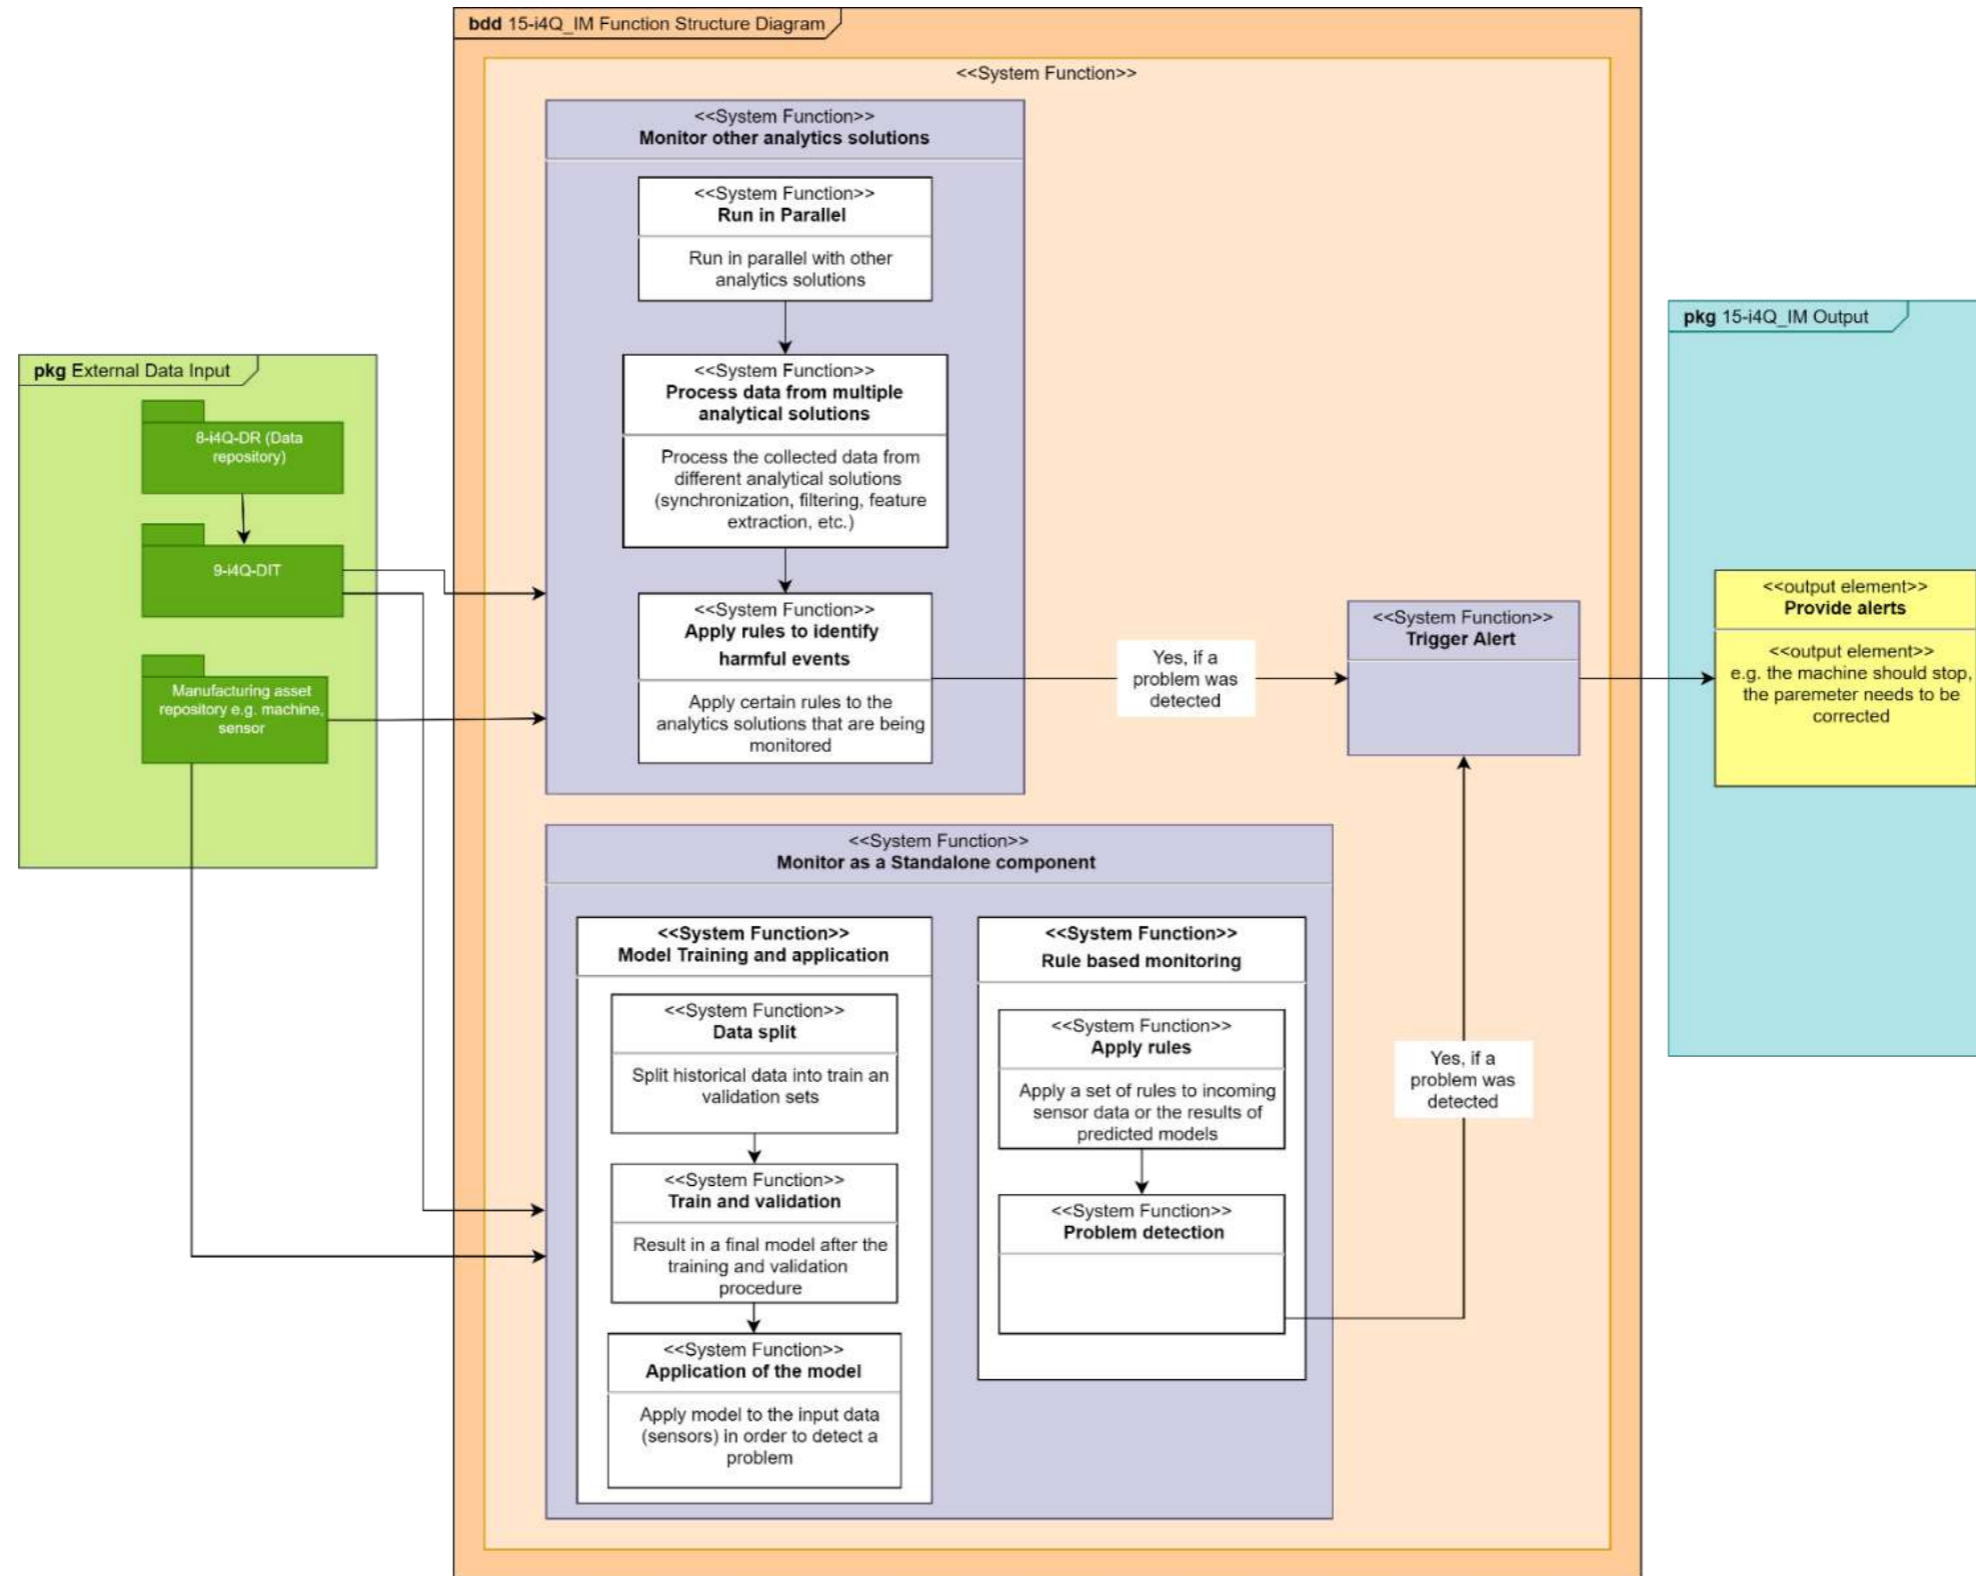 bdd 15-i4Q_IM Function Structure Diagram
<<System Function>>
<<System Function>>
Monitor other analytics solutions
<<System Function>>
Run in Parallel
Run in parallel with other
analytics solutions
<<System Function>>
Process data from multiple
analytical solutions
Process the collected data from
different analytical solutions
(synchronization, filtering, feature
extraction, etc.)
<<System Function>>
Apply rules to identify
harmful events
Apply certain rules to the
analytics solutions that are being
monitored
pkg External Data Input
8-i4Q-DR (Data
repository)
9-i4Q-DIT
Manufacturing asset
repository e.g. machine,
sensor
Yes, if a
problem was
detected
<<System Function>>
Trigger Alert
pkg 15-i4Q_IM Output
<<output element>>
Provide alerts
<<output element>>
e.g. the machine should stop,
the paremeter needs to be
corrected
<<System Function>>
Monitor as a Standalone component
<<System Function>>
Model Training and application
<<System Function>>
Data split
Split historical data into train an
validation sets
<<System Function>>
Train and validation
Result in a final model after the
training and validation
procedure
<<System Function>>
Application of the model
Apply model to the input data
(sensors) in order to detect a
problem
<<System Function>>
Rule based monitoring
<<System Function>>
Apply rules
Apply a set of rules to incoming
sensor data or the results of
predicted models
<<System Function>>
Problem detection
Yes, if a
problem was
detected